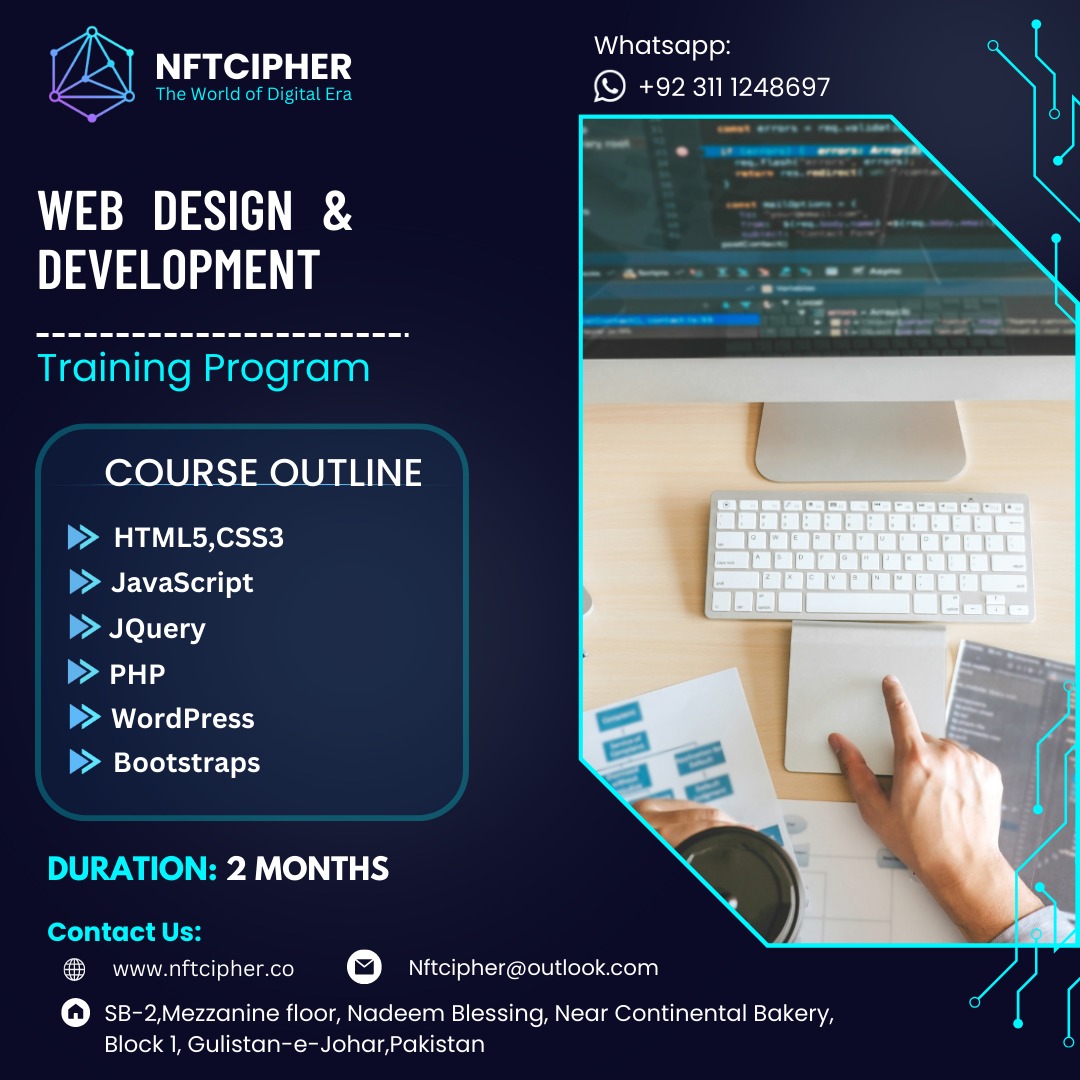 NFTCIPHER
The World of Digital Era
Whatsapp:
+92 311 1248697
WEB DESIGN &
DEVELOPMENT
Training Program
COURSE OUTLINE
HTML5,CSS3
JavaScript
JQuery
PHP
WordPress
Bootstraps
DURATION: 2 MONTHS
Contact Us:
www.nftcipher.co
Nftcipher@outlook.com
SB-2,Mezzanine floor, Nadeem Blessing, Near Continental Bakery,
Block 1, Gulistan-e-Johar,Pakistan